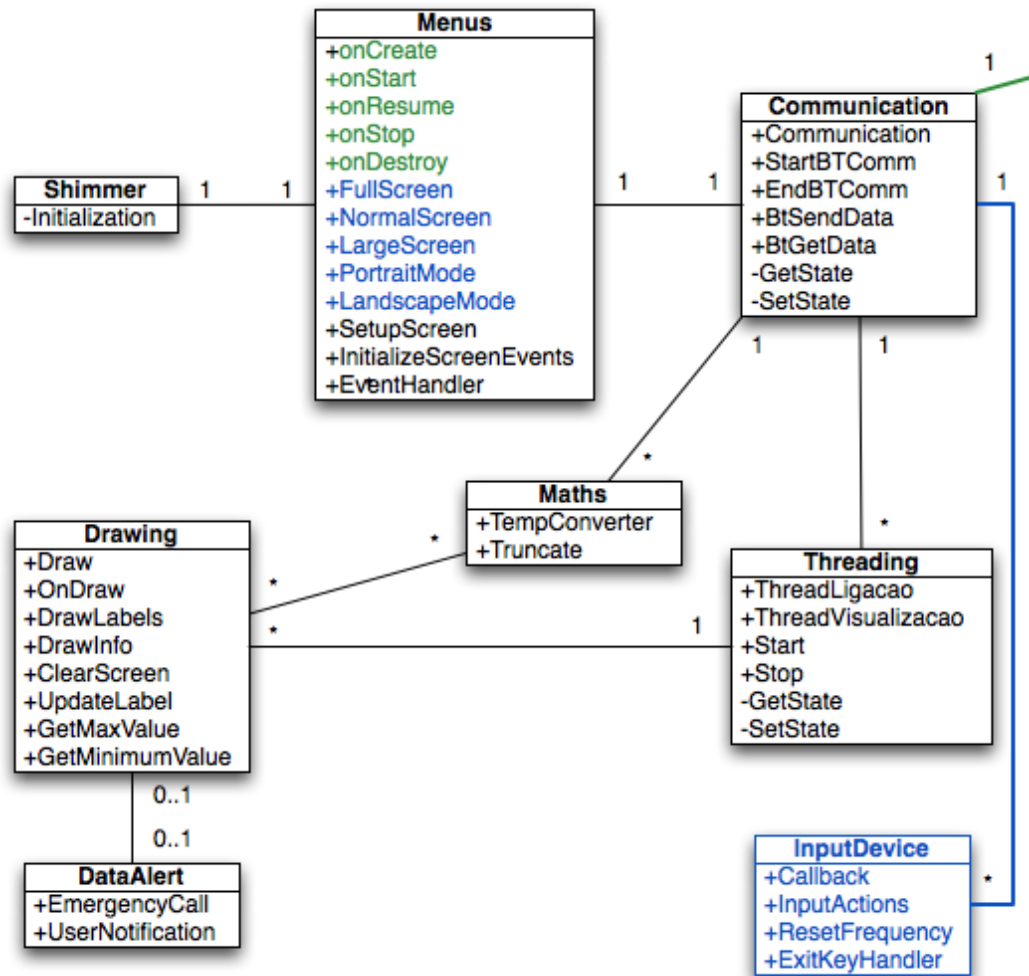 Menus
+onCreate
+onStart
+onResume
+onStop
+onDestroy
+FullScreen
+NormalScreen
+LargeScreen
+PortraitMode
+LandscapeMode
+SetupScreen
+InitializeScreenEvents
+EventHandler
Shimmer
-Initialization
1
1
1
1
1
Communication
+Communication
+StartBTComm
+EndBTComm
+BtSendData
+BtGetData
-GetState
-SetState
1
1
1
*
*
Maths
+TempConverter
+Truncate
*
*
Drawing
+Draw
+OnDraw
+DrawLabels
+DrawInfo
+ClearScreen
+UpdateLabel
+GetMaxValue
+GetMinimumValue
*
1
Threading
+ThreadLigacao
+ThreadVisualizacao
+Start
+Stop
-GetState
-SetState
0..1
0..1
DataAlert
+EmergencyCall
+UserNotification
InputDevice
+Callback
+InputActions
+ResetFrequency
+ExitKeyHandler
*